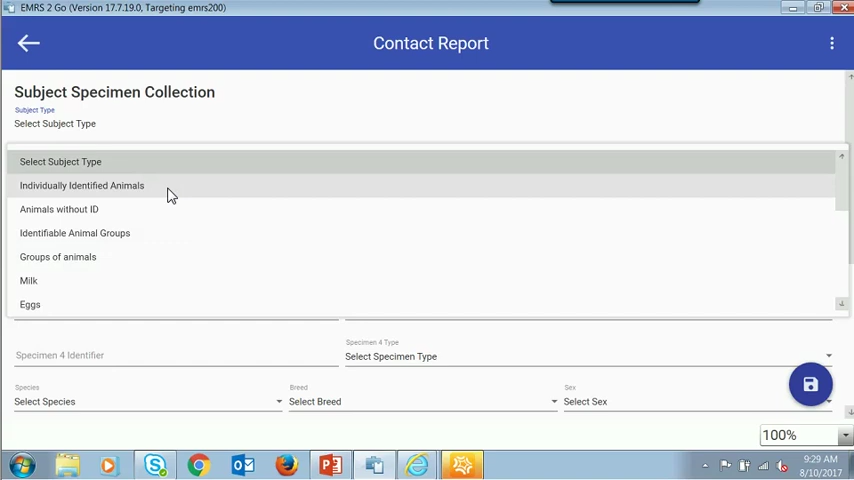 EMRS 2 Go (Version 17.7.19.0, Targeting emrs200)
Contact Report
Subject Specimen Collection
Subject Type
Select Subject Type
Select Subject Type
Individually Identified Animals
Animals without ID
Identifiable Animal Groups
Groups of animals
Milk
Eggs
Specimen 4 Identifier
Specimen 4 Type
Select Specimen Type
Species Breed Sex
Select Species Select Breed Select Sex
100%
9:29 AM
8/10/2017